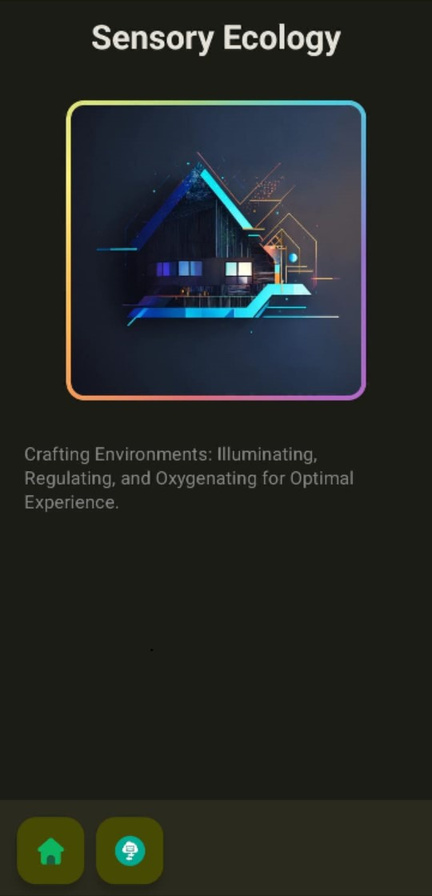 Sensory Ecology
Crafting Environments: Illuminating,
Regulating, and Oxygenating for Optimal
Experience.